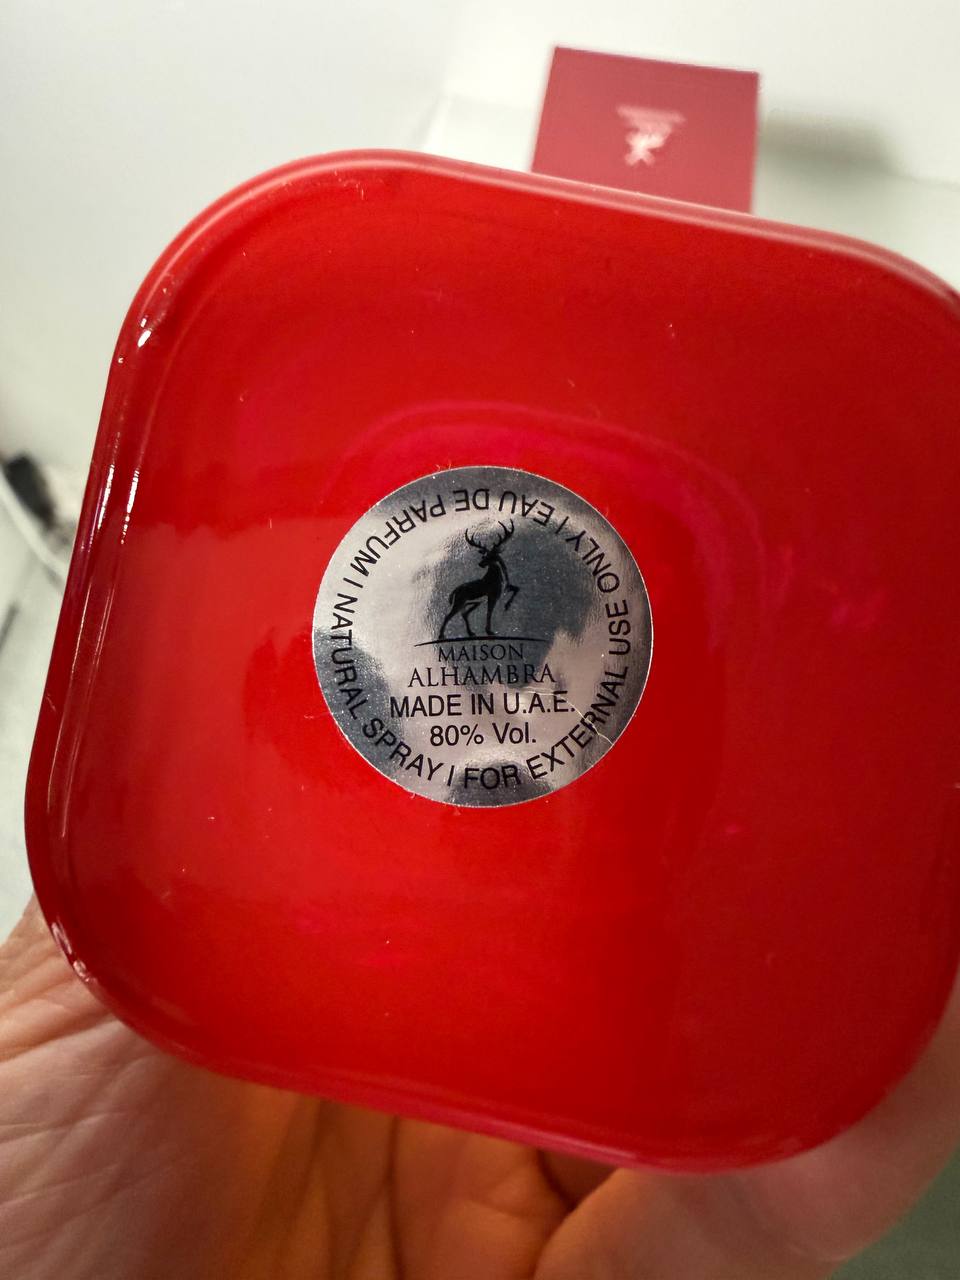 MAISON
ALHAMBRA
MADE IN U.A.E.
80% Vol.
EAU DE PARFUM | NATURAL SPRAY | FOR EXTERNAL USE ONLY |